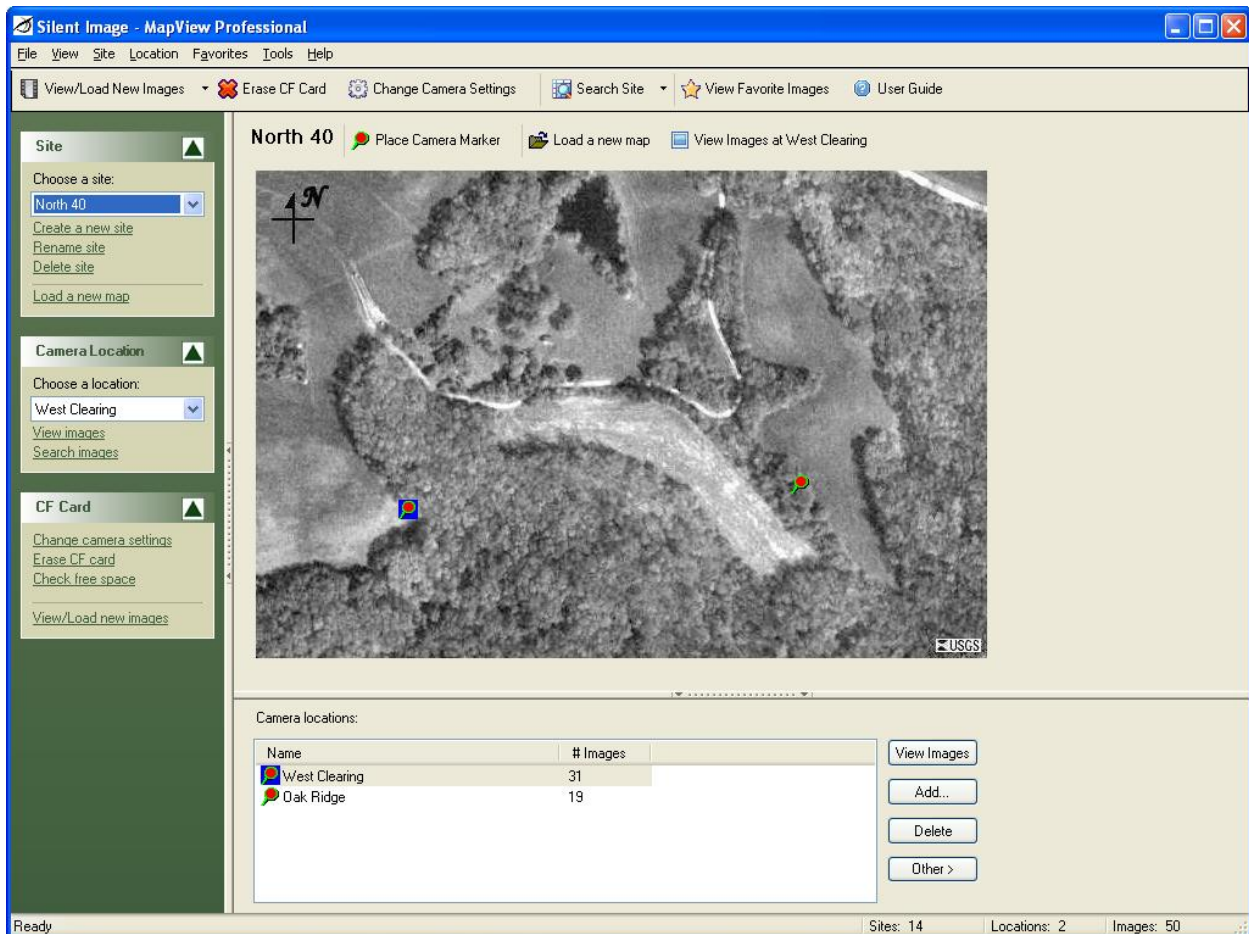 Silent Image - MapView Professional
File View Site Location Favorites Tools Help
View/Load New Images Erase CF Card Change Camera Settings Search Site View Favorite Images User Guide
Site
Choose a site:
North 40
Create a new site
Rename site
Delete site
Load a new map
Camera Location
Choose a location:
West Clearing
View images
Search images
CF Card
Change camera settings
Erase CF card
Check free space
View/Load new images
North 40 Place Camera Marker Load a new map View Images at West Clearing
N
USGS
Camera locations:
Name # Images
West Clearing 31
Oak Ridge 19
View Images
Add...
Delete
Other >
Ready Sites: 14 Locations: 2 Images: 50